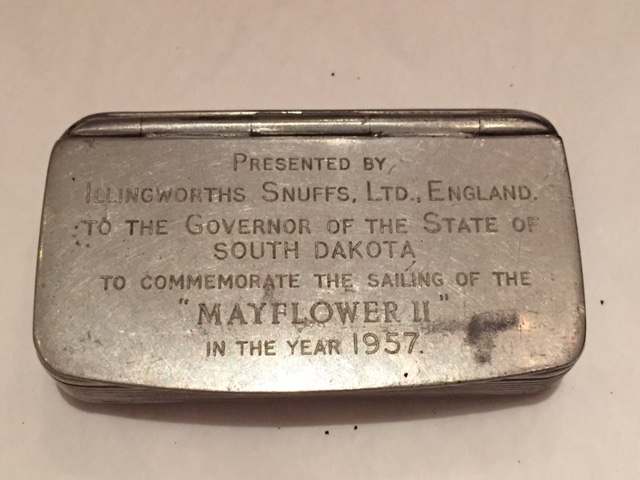 PRESENTED BY
ILLINGWORTHS SNUFFS, LTD., ENGLAND.
TO THE GOVERNOR OF THE STATE OF
SOUTH DAKOTA
TO COMMEMORATE THE SAILING OF THE
"MAYFLOWER II"
IN THE YEAR 1957.